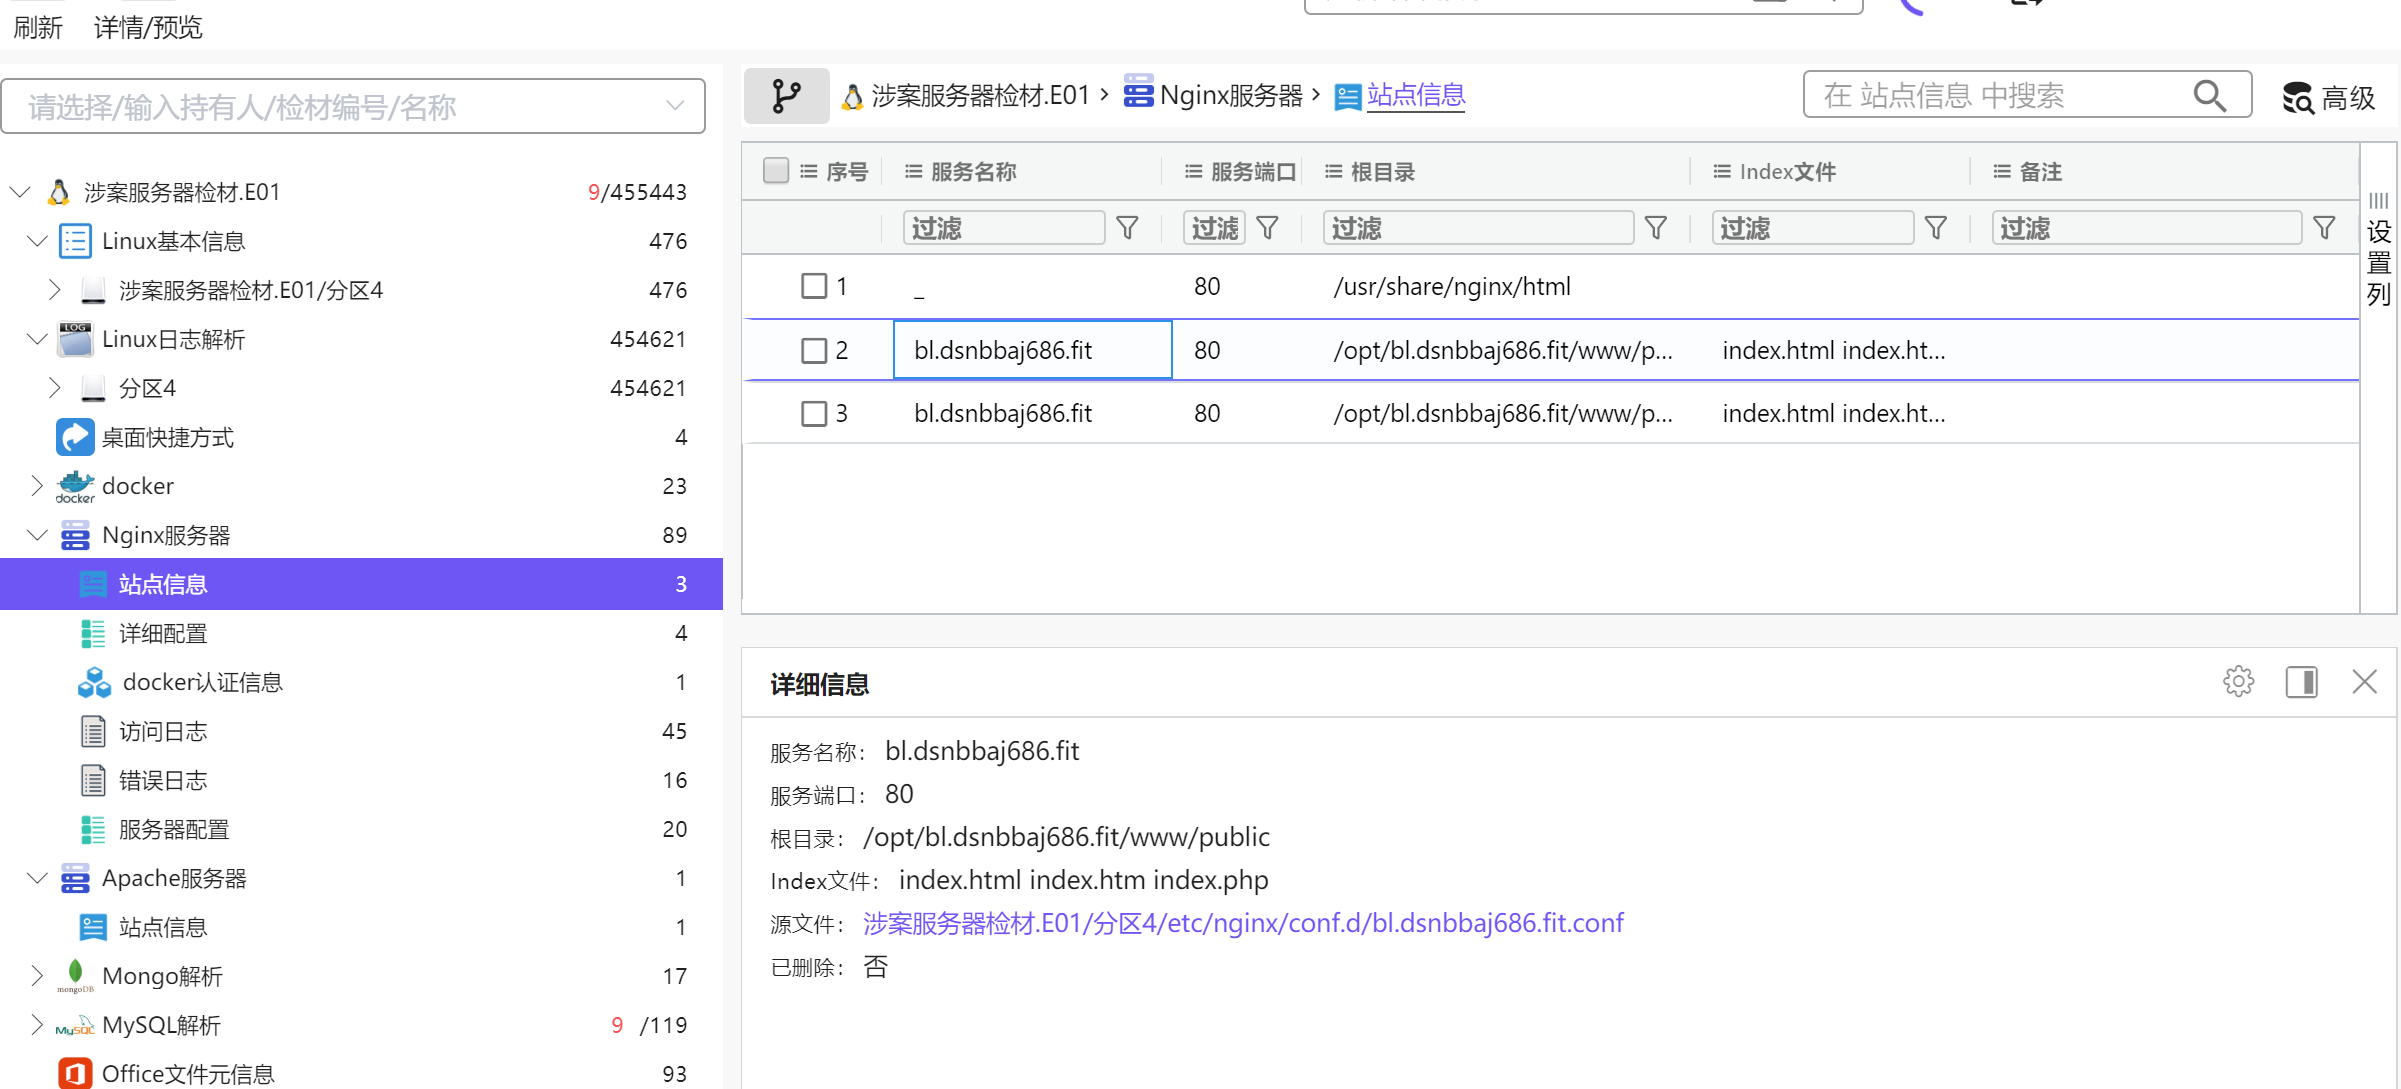 刷新 详情/预览
请选择/输入持有人/检材编号/名称
涉案服务器检材.E01 9/455443
Linux基本信息 476
涉案服务器检材.E01/分区4 476
LOG Linux日志解析 454621
分区4 454621
桌面快捷方式 4
docker docker 23
Nginx服务器 89
站点信息 3
详细配置 4
docker认证信息 1
访问日志 45
错误日志 16
服务器配置 20
Apache服务器 1
站点信息 1
mongoDB Mongo解析 17
MySQL MySQL解析 9 /119
Office文件元信息 93
涉案服务器检材.E01 › Nginx服务器 › 站点信息 在 站点信息 中搜索 高级
序号 服务名称 服务端口 根目录 Index文件 备注
过滤 过滤 过滤 过滤 过滤
1 _ 80 /usr/share/nginx/html
2 bl.dsnbbaj686.fit 80 /opt/bl.dsnbbaj686.fit/www/p... index.html index.ht...
3 bl.dsnbbaj686.fit 80 /opt/bl.dsnbbaj686.fit/www/p... index.html index.ht...
设置列
详细信息
服务名称： bl.dsnbbaj686.fit
服务端口： 80
根目录： /opt/bl.dsnbbaj686.fit/www/public
Index文件： index.html index.htm index.php
源文件： 涉案服务器检材.E01/分区4/etc/nginx/conf.d/bl.dsnbbaj686.fit.conf
已删除： 否